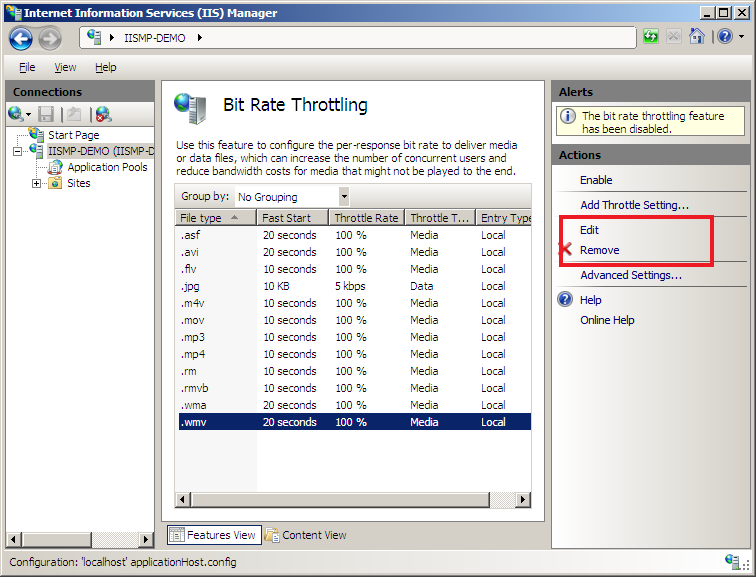 Internet Information Services (IIS) Manager
IISMP-DEMO
File View Help
Connections
Start Page
IISMP-DEMO (IISMP-D
Application Pools
Sites
Bit Rate Throttling
Use this feature to configure the per-response bit rate to deliver media
or data files, which can increase the number of concurrent users and
reduce bandwidth costs for media that might not be played to the end.
Group by: No Grouping
File type Fast Start Throttle Rate Throttle T... Entry Type
.asf 20 seconds 100 % Media Local
.avi 20 seconds 100 % Media Local
.flv 10 seconds 100 % Media Local
.jpg 10 KB 5 kbps Data Local
.m4v 10 seconds 100 % Media Local
.mov 10 seconds 100 % Media Local
.mp3 10 seconds 100 % Media Local
.mp4 10 seconds 100 % Media Local
.rm 10 seconds 100 % Media Local
.rmvb 10 seconds 100 % Media Local
.wma 20 seconds 100 % Media Local
.wmv 20 seconds 100 % Media Local
Features View Content View
Alerts
The bit rate throttling feature
has been disabled.
Actions
Enable
Add Throttle Setting...
Edit
Remove
Advanced Settings...
Help
Online Help
Configuration: 'localhost' applicationHost.config